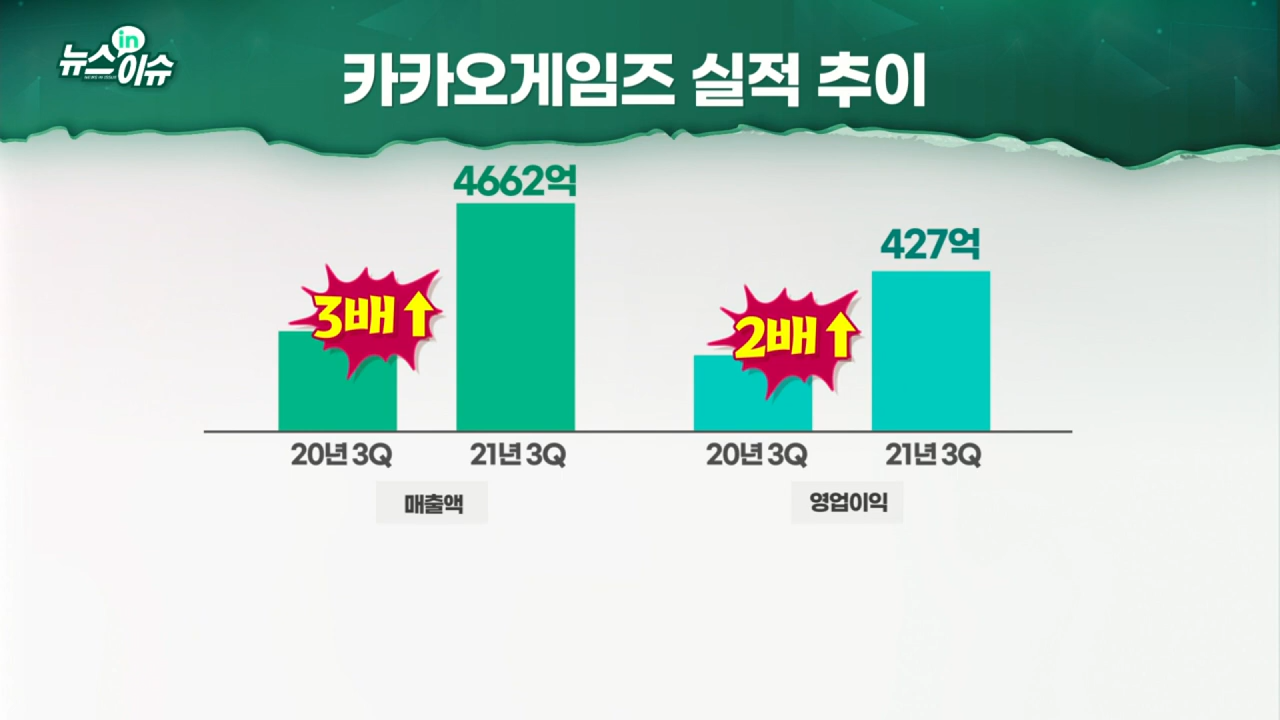 뉴스in이슈
카카오게임즈 실적 추이
4662억
427억
3배↑
2배↑
20년 3Q
21년 3Q
20년 3Q
21년 3Q
매출액
영업이익